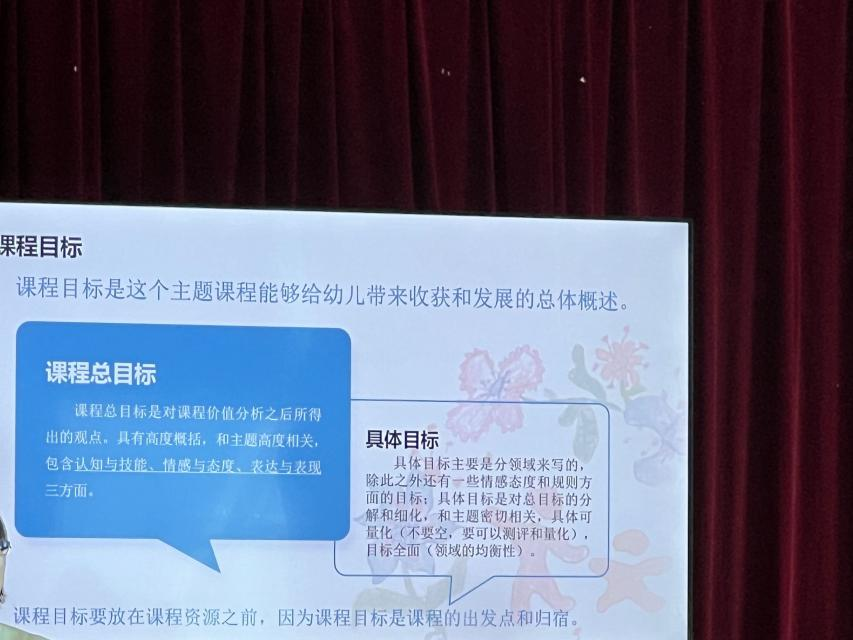 课程目标
课程目标是这个主题课程能够给幼儿带来收获和发展的总体概述。
课程总目标
课程总目标是对课程价值分析之后所得
出的观点。具有高度概括，和主题高度相关，
包含认知与技能、情感与态度、表达与表现
三方面。
具体目标
具体目标主要是分领域来写的，
除此之外还有一些情感态度和规则方
面的目标；具体目标是对总目标的分
解和细化，和主题密切相关，具体可
量化（不要空，要可以测评和量化），
目标全面（领域的均衡性）。
课程目标要放在课程资源之前，因为课程目标是课程的出发点和归宿。